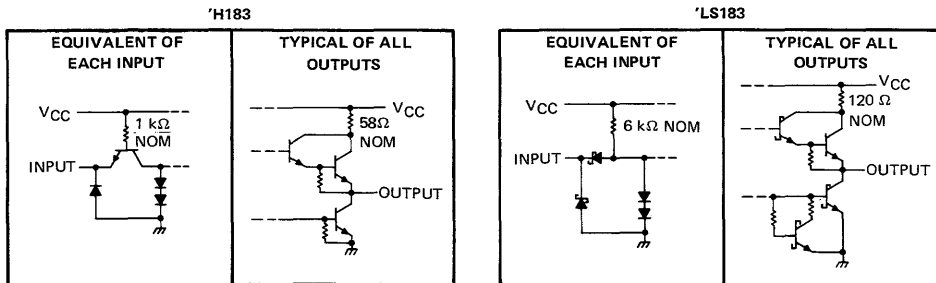 'H183
EQUIVALENT OF
EACH INPUT
VCC
1 kΩ
NOM
INPUT
TYPICAL OF ALL
OUTPUTS
VCC
58Ω
NOM
OUTPUT
'LS183
EQUIVALENT OF
EACH INPUT
VCC
6 kΩ NOM
INPUT
TYPICAL OF ALL
OUTPUTS
VCC
120 Ω
NOM
OUTPUT